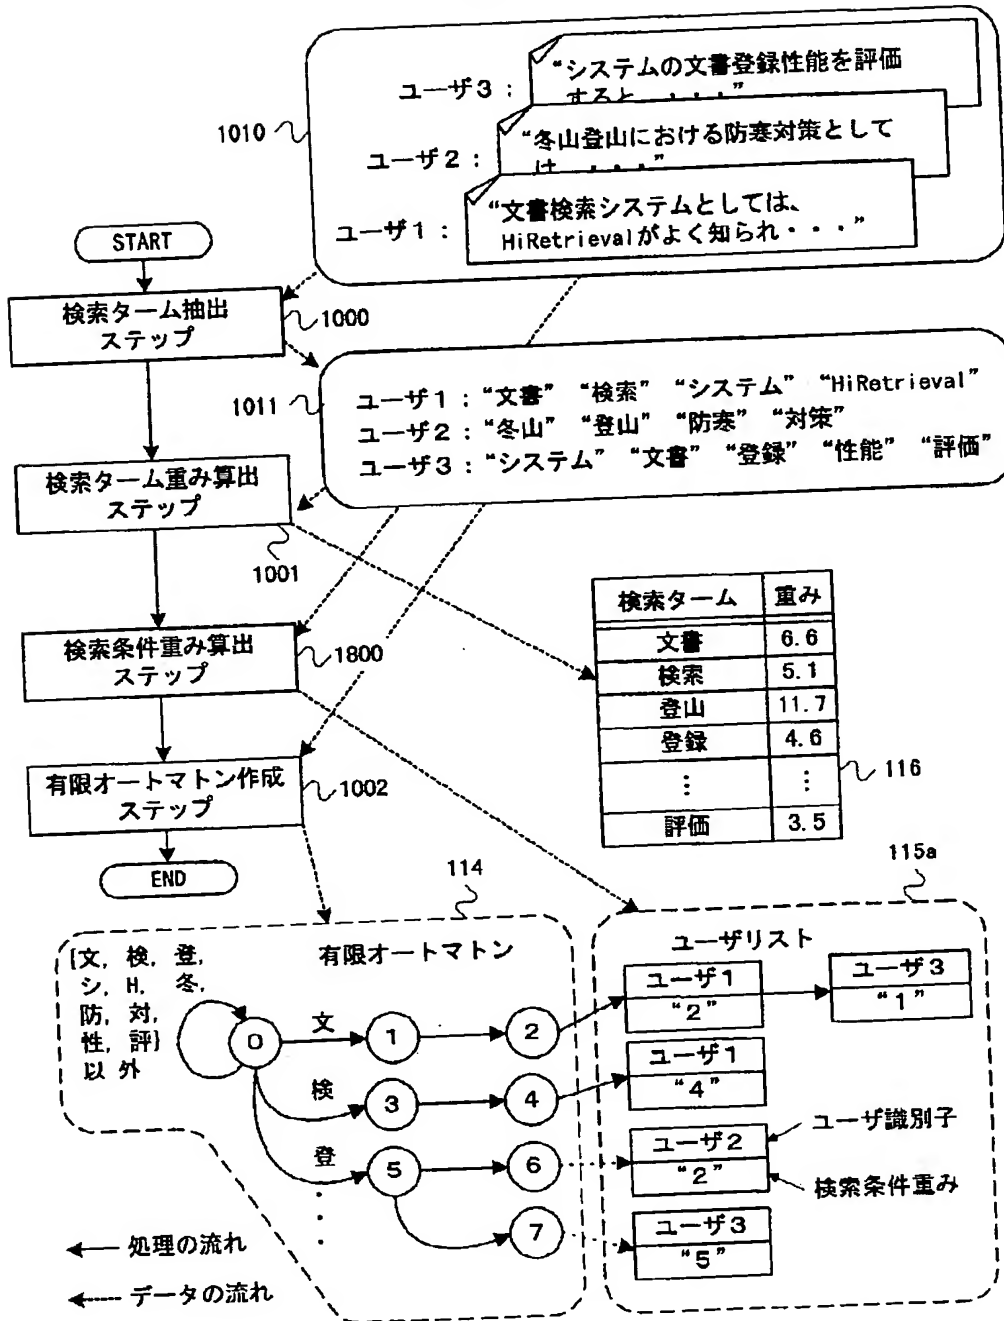 ユーザ3：
“システムの文書登録性能を評価
すると、・・・”
1010
ユーザ2：
“冬山登山における防寒対策として
は、・・・”
ユーザ1：
“文書検索システムとしては、
HiRetrievalがよく知られ・・・”
START
検索ターム抽出
ステップ
1000
1011
ユーザ1：“文書” “検索” “システム” “HiRetrieval”
ユーザ2：“冬山” “登山” “防寒” “対策”
ユーザ3：“システム” “文書” “登録” “性能” “評価”
検索ターム重み算出
ステップ
1001
検索条件重み算出
ステップ
1800
有限オートマトン作成
ステップ
1002
END
検索ターム 重み
文書 6.6
検索 5.1
登山 11.7
登録 4.6
⋮ ⋮
評価 3.5
116
114
115a
有限オートマトン
{文，検，登，
シ，H，冬，
防，対，
性，評}
以外
0
文
1
2
検
3
4
登
5
6
7
・・・
ユーザリスト
ユーザ1
“2”
ユーザ3
“1”
ユーザ1
“4”
ユーザ2
“2”
ユーザ3
“5”
ユーザ識別子
検索条件重み
処理の流れ
データの流れ